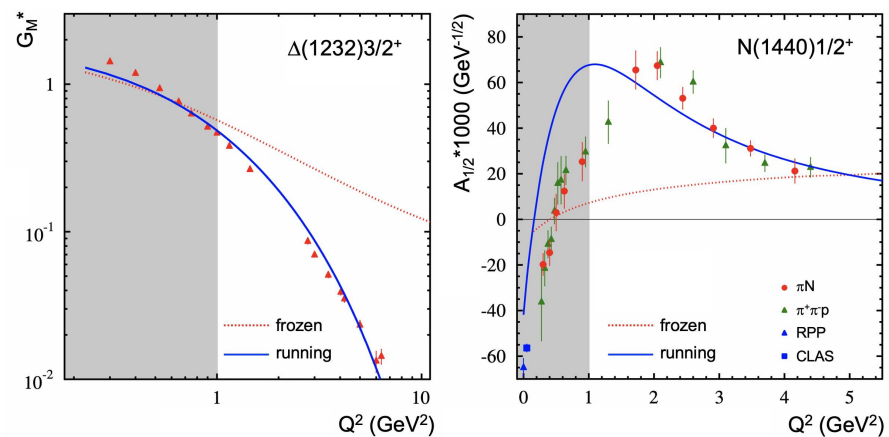 G_M*
Δ(1232)3/2⁺
1
10⁻¹
10⁻²
frozen
running
1
10
Q² (GeV²)
A₁/₂*1000 (GeV⁻¹/²)
N(1440)1/2⁺
80
60
40
20
0
-20
-40
-60
frozen
running
πN
π⁺π⁻p
RPP
CLAS
0
1
2
3
4
5
Q² (GeV²)